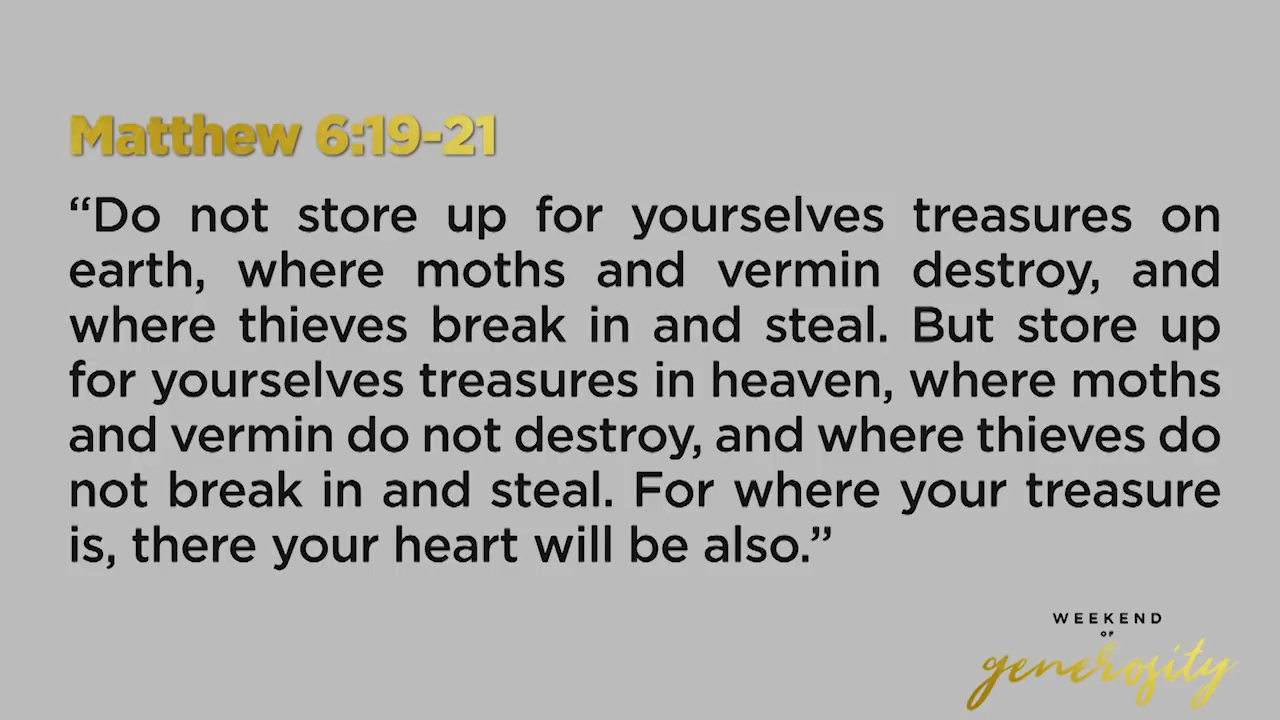 Matthew 6:19-21
“Do not store up for yourselves treasures on
earth, where moths and vermin destroy, and
where thieves break in and steal. But store up
for yourselves treasures in heaven, where moths
and vermin do not destroy, and where thieves do
not break in and steal. For where your treasure
is, there your heart will be also.”
WEEKEND
OF
generosity